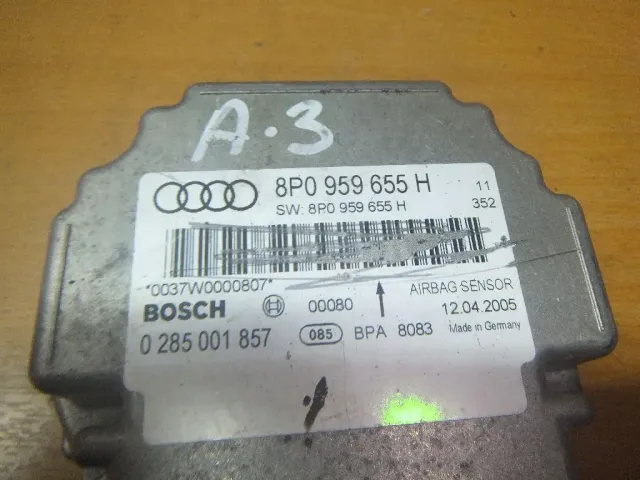 A·3
8P0 959 655 H 11
SW: 8P0 959 655 H 352
*0037W0000807*
AIRBAG SENSOR
BOSCH 00080 12.04.2005
0 285 001 857 085 BPA 8083 Made in Germany